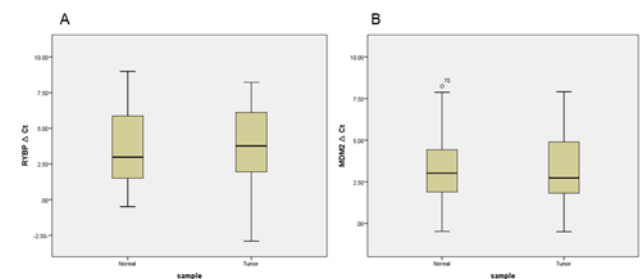 A
B
10.00
7.50
5.00
2.50
.00
-2.50
RYBP Δ Ct
Normal
Tumor
sample
10.00
7.50
5.00
2.50
.00
MDM2 Δ Ct
70
Normal
Tumor
sample